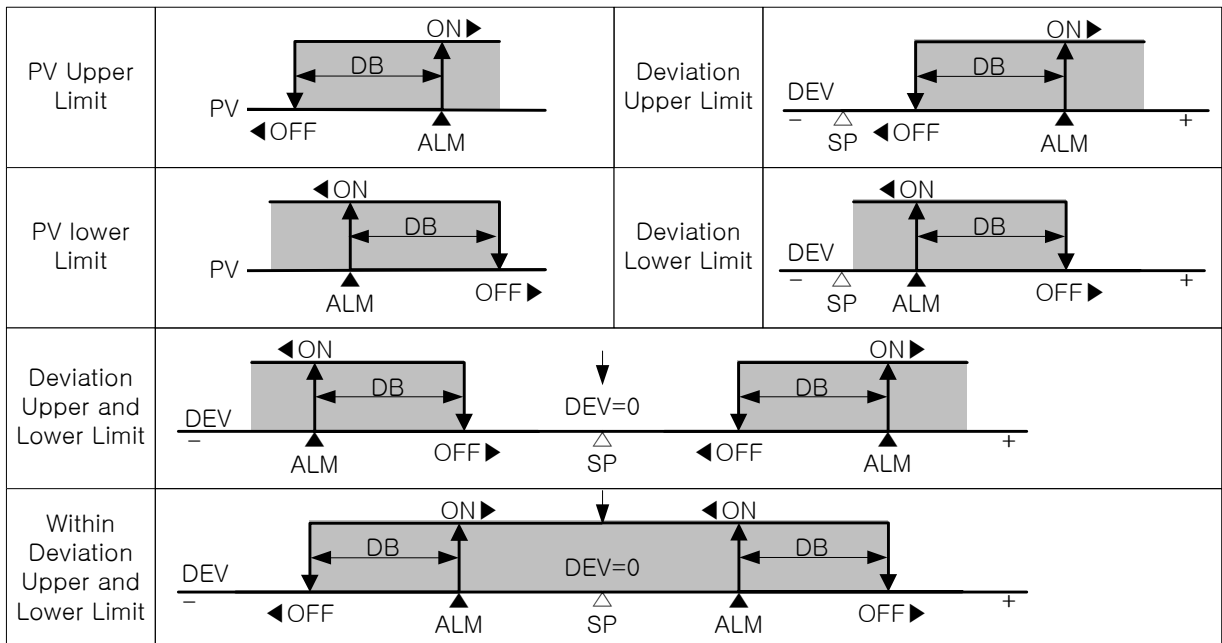 PV Upper
Limit
ON▶
DB
PV
◀OFF
ALM
Deviation
Upper Limit
ON▶
DB
DEV
−
SP
◀OFF
ALM
+
PV lower
Limit
◀ON
DB
PV
ALM
OFF▶
Deviation
Lower Limit
◀ON
DB
DEV
−
SP
ALM
OFF▶
+
Deviation
Upper and
Lower Limit
◀ON
ON▶
DB
DB
DEV=0
DEV
−
ALM
OFF▶
SP
◀OFF
ALM
+
Within
Deviation
Upper and
Lower Limit
ON▶
◀ON
DB
DB
DEV=0
DEV
−
◀OFF
ALM
SP
ALM
OFF▶
+